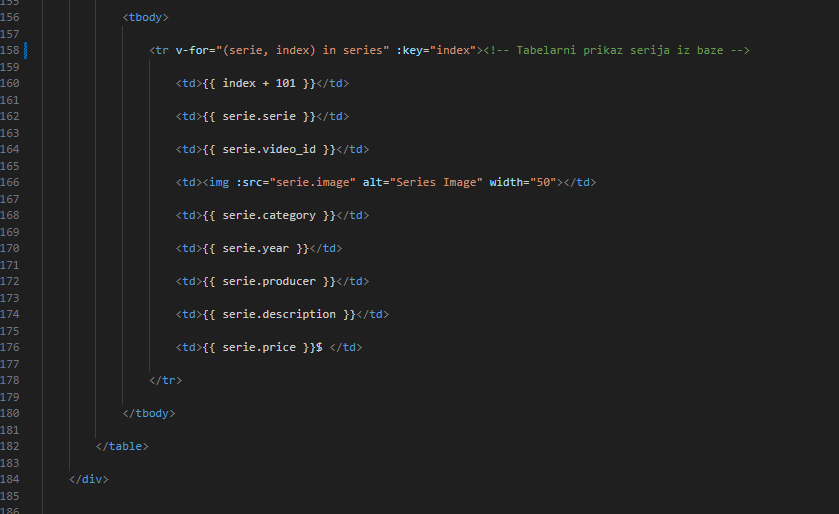 155
156 <tbody>
157
158 <tr v-for="(serie, index) in series" :key="index"><!-- Tabelarni prikaz serija iz baze -->
159
160 <td>{{ index + 101 }}</td>
161
162 <td>{{ serie.serie }}</td>
163
164 <td>{{ serie.video_id }}</td>
165
166 <td><img :src="serie.image" alt="Series Image" width="50"></td>
167
168 <td>{{ serie.category }}</td>
169
170 <td>{{ serie.year }}</td>
171
172 <td>{{ serie.producer }}</td>
173
174 <td>{{ serie.description }}</td>
175
176 <td>{{ serie.price }}$ </td>
177
178 </tr>
179
180 </tbody>
181
182 </table>
183
184 </div>
185
186